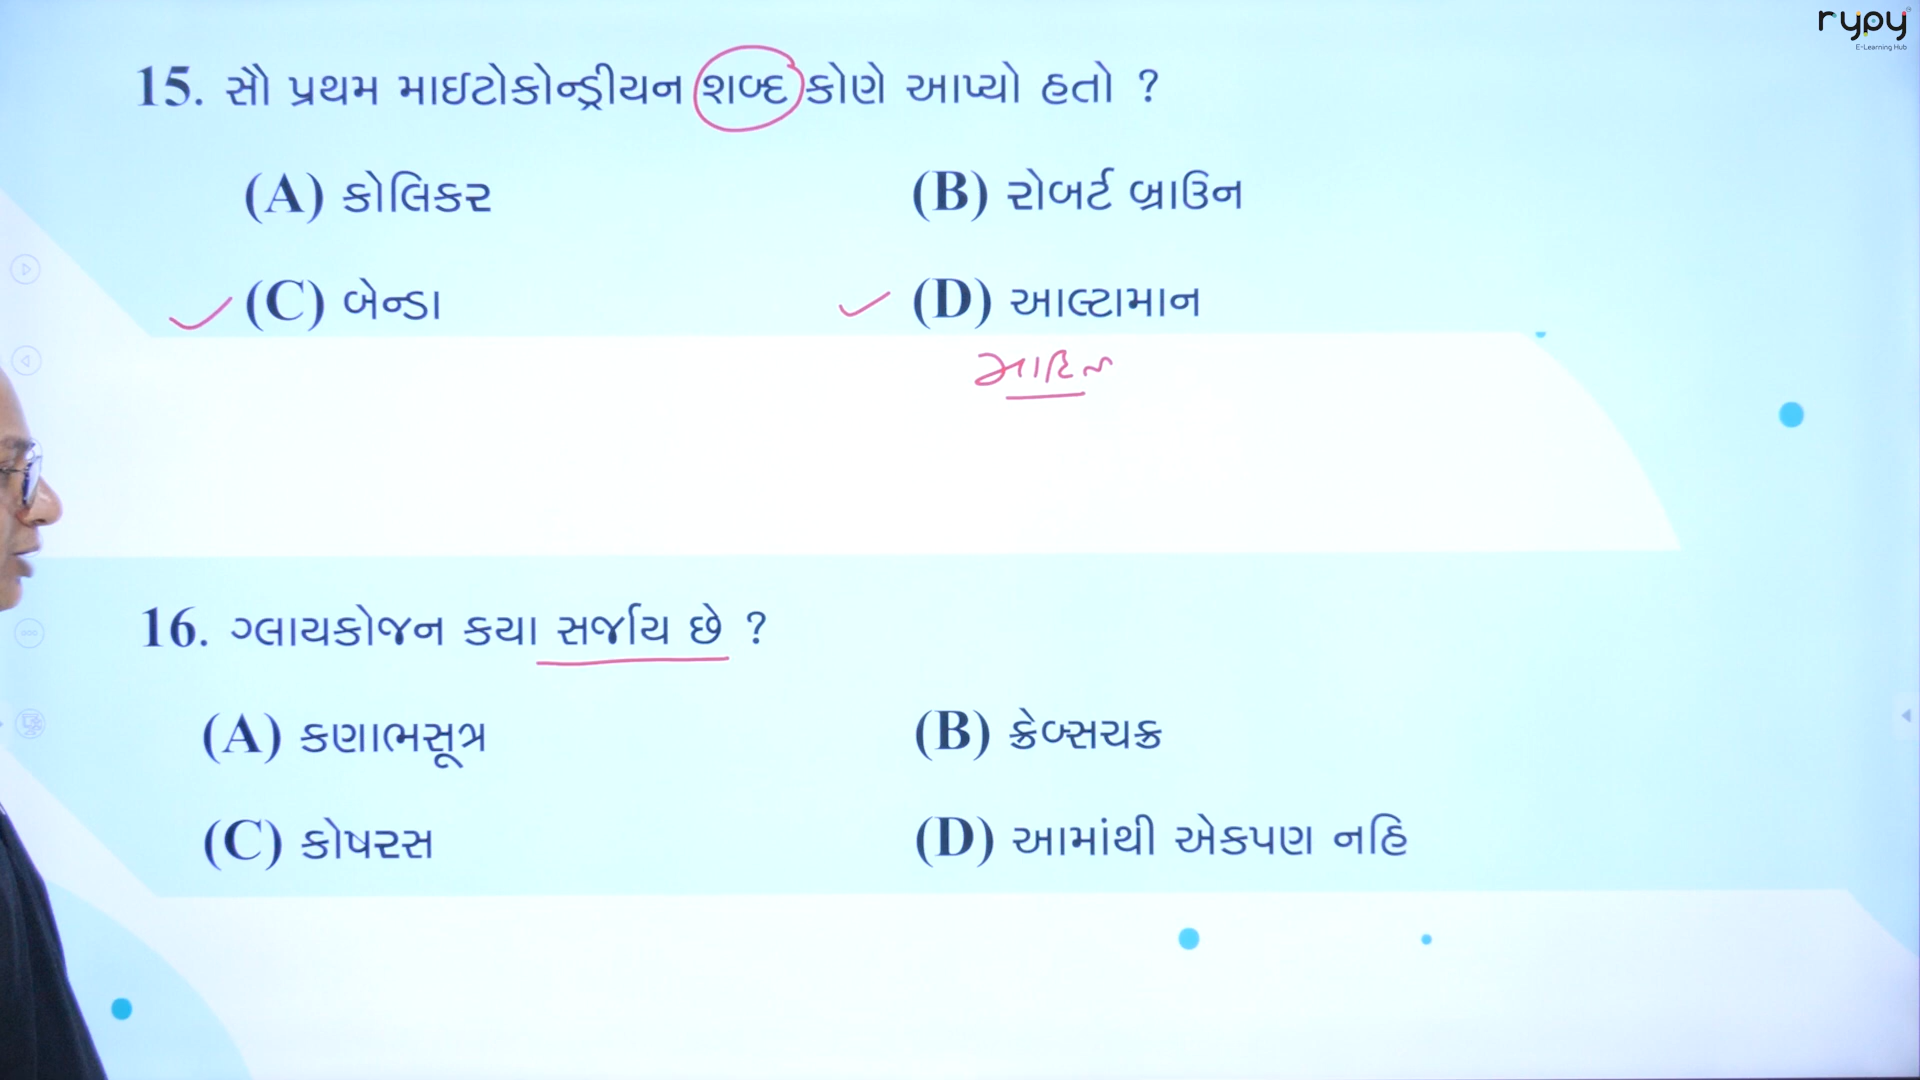 rypy
E-Learning Hub
15. સૌ પ્રથમ માઇટોકોન્ડ્રીયન શબ્દ કોણે આપ્યો હતો ?
(A) કોલિકર
(B) રોબર્ટ બ્રાઉન
(C) બેન્ડા
(D) આલ્ટામાન
16. ગ્લાયકોજન કયા સર્જાય છે ?
(A) કણાભસૂત્ર
(B) ક્રેબ્સચક્ર
(C) કોષરસ
(D) આમાંથી એકપણ નહિ